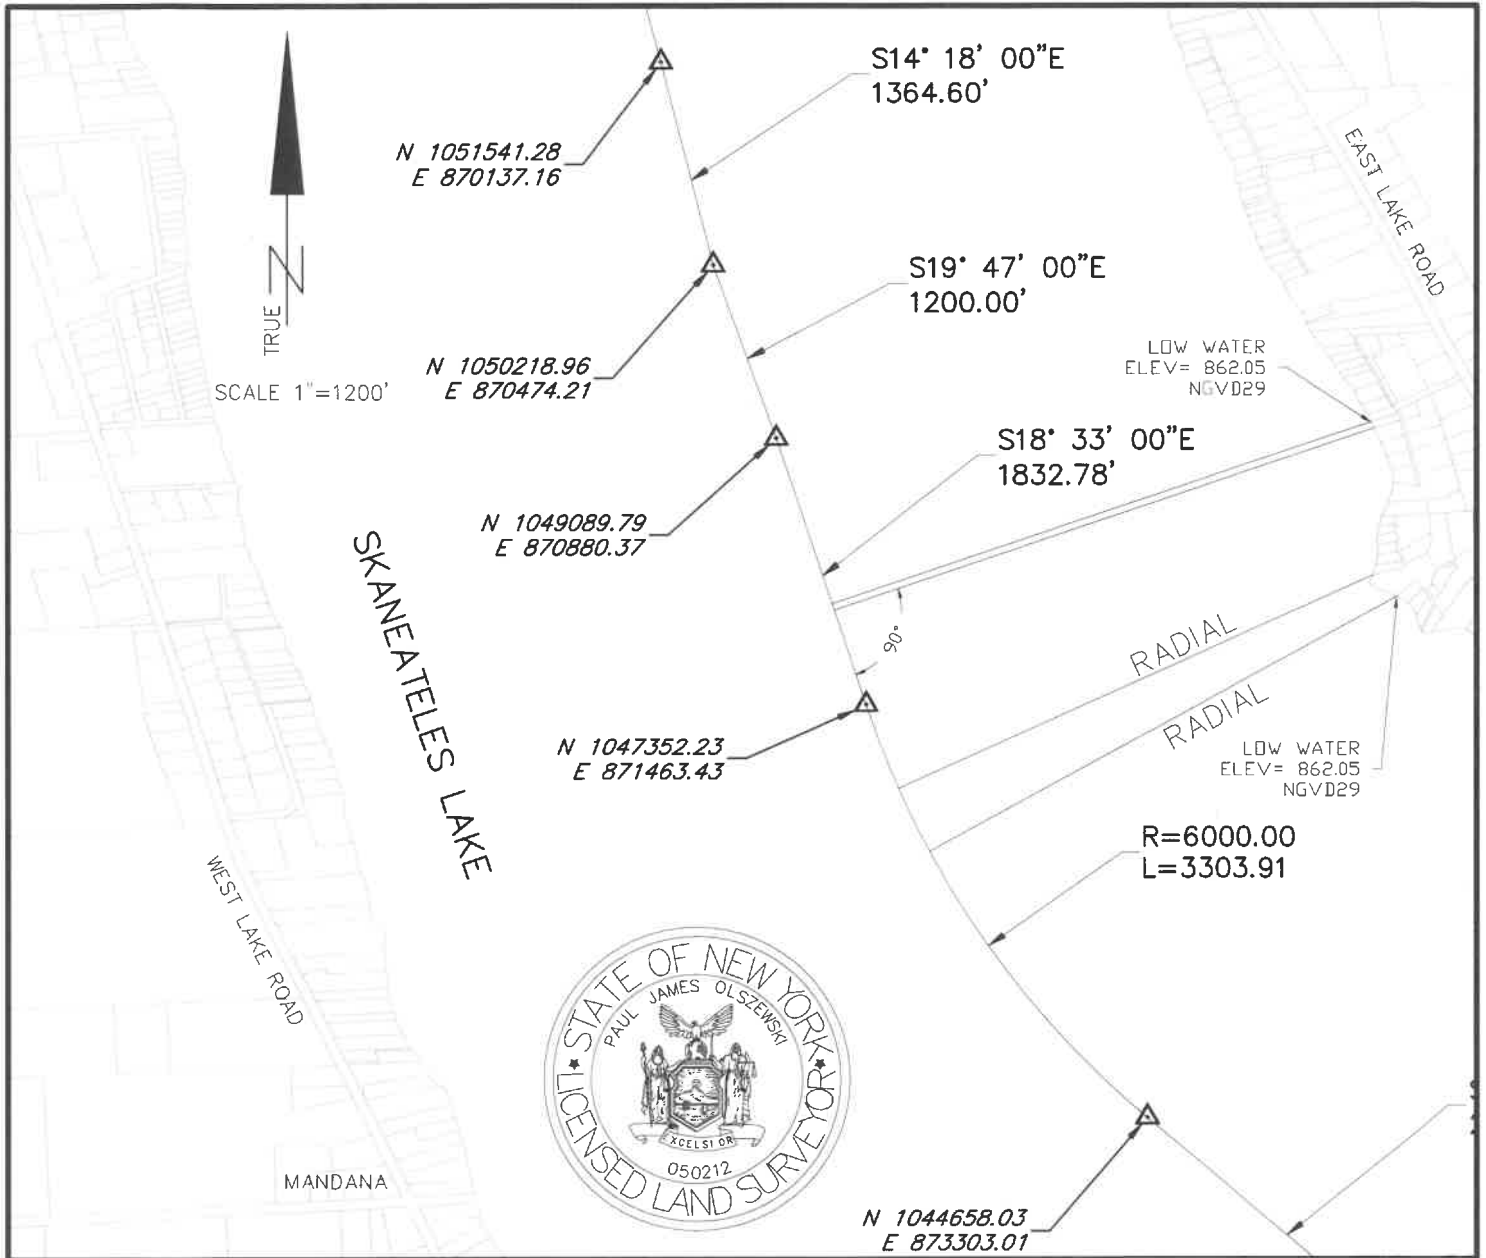 S14° 18' 00"E
1364.60'
N 1051541.28
E 870137.16
EAST LAKE ROAD
TRUE N
SCALE 1"=1200'
S19° 47' 00"E
1200.00'
N 1050218.96
E 870474.21
LOW WATER
ELEV= 862.05
NGVD29
S18° 33' 00"E
1832.78'
N 1049089.79
E 870880.37
SKANEATELES LAKE
90°
RADIAL
RADIAL
N 1047352.23
E 871463.43
LOW WATER
ELEV= 862.05
NGVD29
R=6000.00
L=3303.91
WEST LAKE ROAD
STATE OF NEW YORK
PAUL JAMES OLSZEWSKI
XCELSIOR
050212
LICENSED LAND SURVEYOR
MANDANA
N 1044658.03
E 873303.01